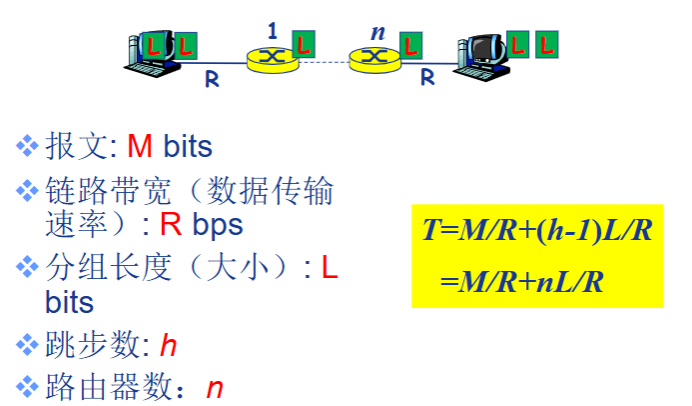 1 n
L L L L L L
R R
报文: M bits
链路带宽（数据传输
速率）: R bps
分组长度（大小）: L
bits
跳步数: h
路由器数：n
T=M/R+(h-1)L/R
=M/R+nL/R